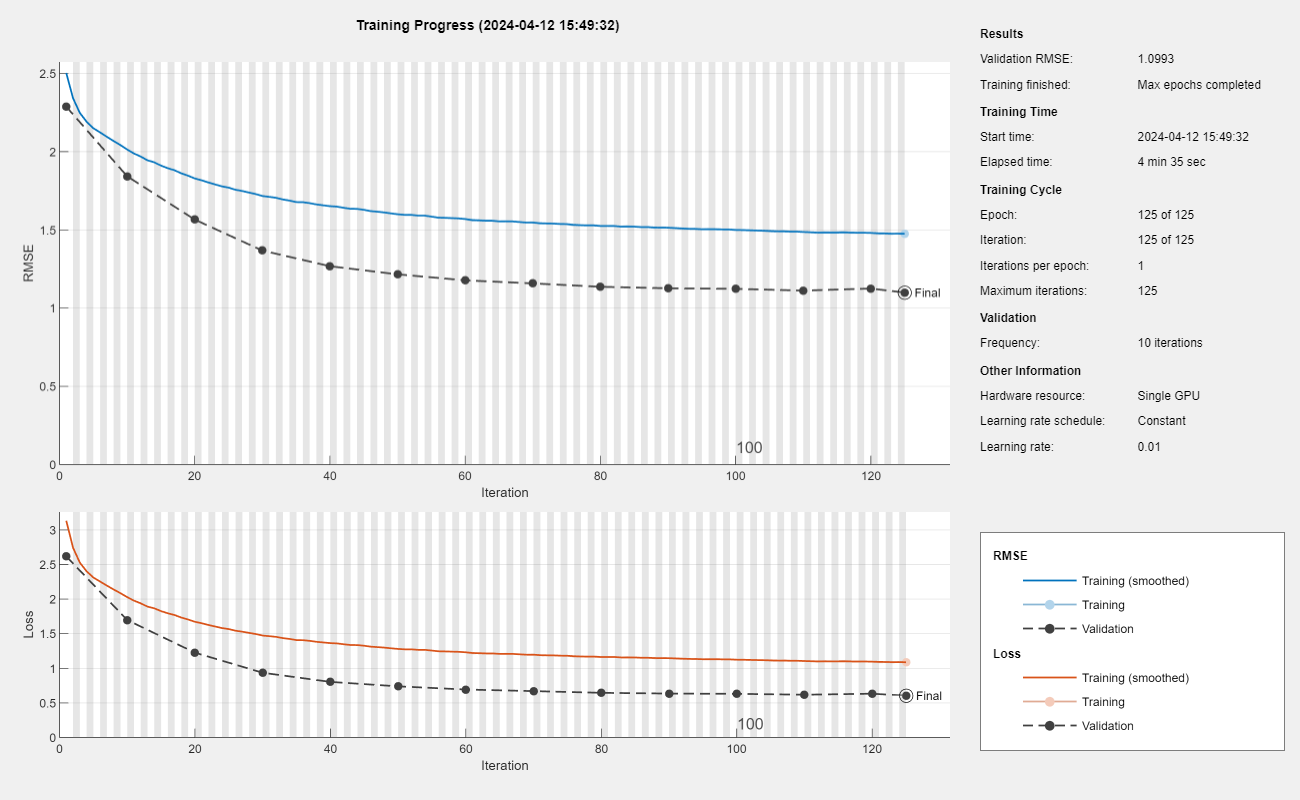 Training Progress (2024-04-12 15:49:32)
2.5
2
1.5
1
0.5
0
RMSE
Final
100
0 20 40 60 80 100 120
Iteration
3
2.5
2
1.5
1
0.5
0
Loss
Final
100
0 20 40 60 80 100 120
Iteration
Results
Validation RMSE: 1.0993
Training finished: Max epochs completed
Training Time
Start time: 2024-04-12 15:49:32
Elapsed time: 4 min 35 sec
Training Cycle
Epoch: 125 of 125
Iteration: 125 of 125
Iterations per epoch: 1
Maximum iterations: 125
Validation
Frequency: 10 iterations
Other Information
Hardware resource: Single GPU
Learning rate schedule: Constant
Learning rate: 0.01
RMSE
Training (smoothed)
Training
Validation
Loss
Training (smoothed)
Training
Validation